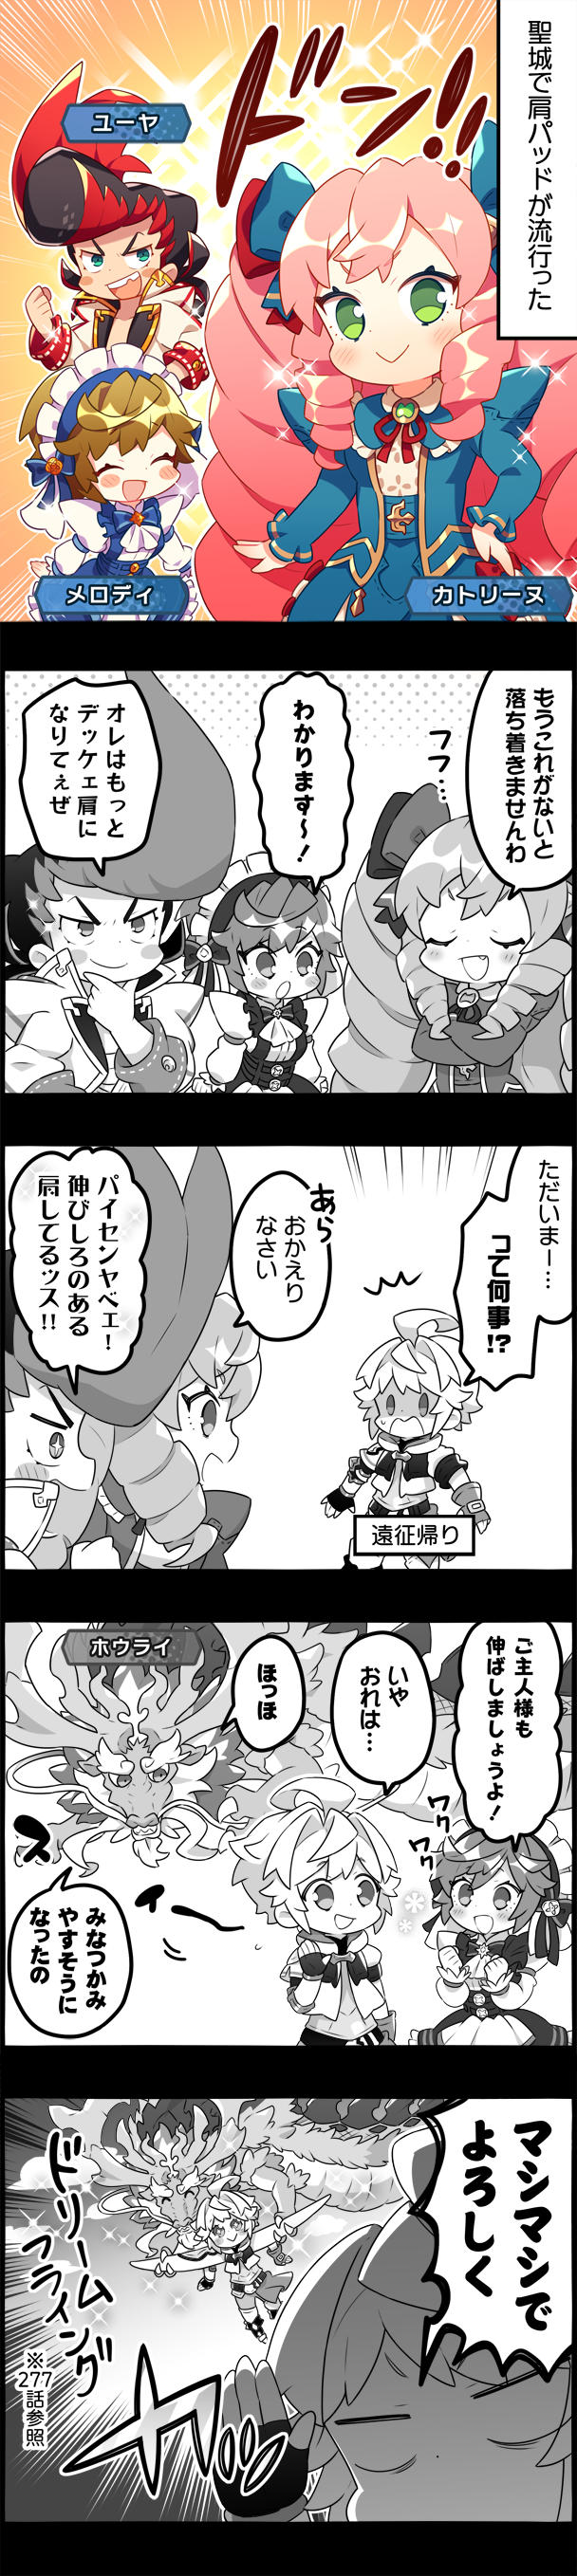 聖城で肩パッドが流行った
ドン!!
ユーヤ
メロディ
カトリーヌ
もうこれがないと
落ち着きませんわ
フフ…
わかります～!
オレはもっと
デッケェ肩に
なりてぇぜ
ただいまー…
って何事!?
あら
おかえり
なさい
パイセンヤベェ!
伸びしろのある
肩してるッス!!
遠征帰り
ご主人様も
伸ばしましょうよ!
ワク
ワク
いや
おれは…
ほっほ
ホウライ
スイー
みなつかみ
やすそうに
なったの
マシマシで
よろしく
ドリーム
フライング
※277話参照
ガッ